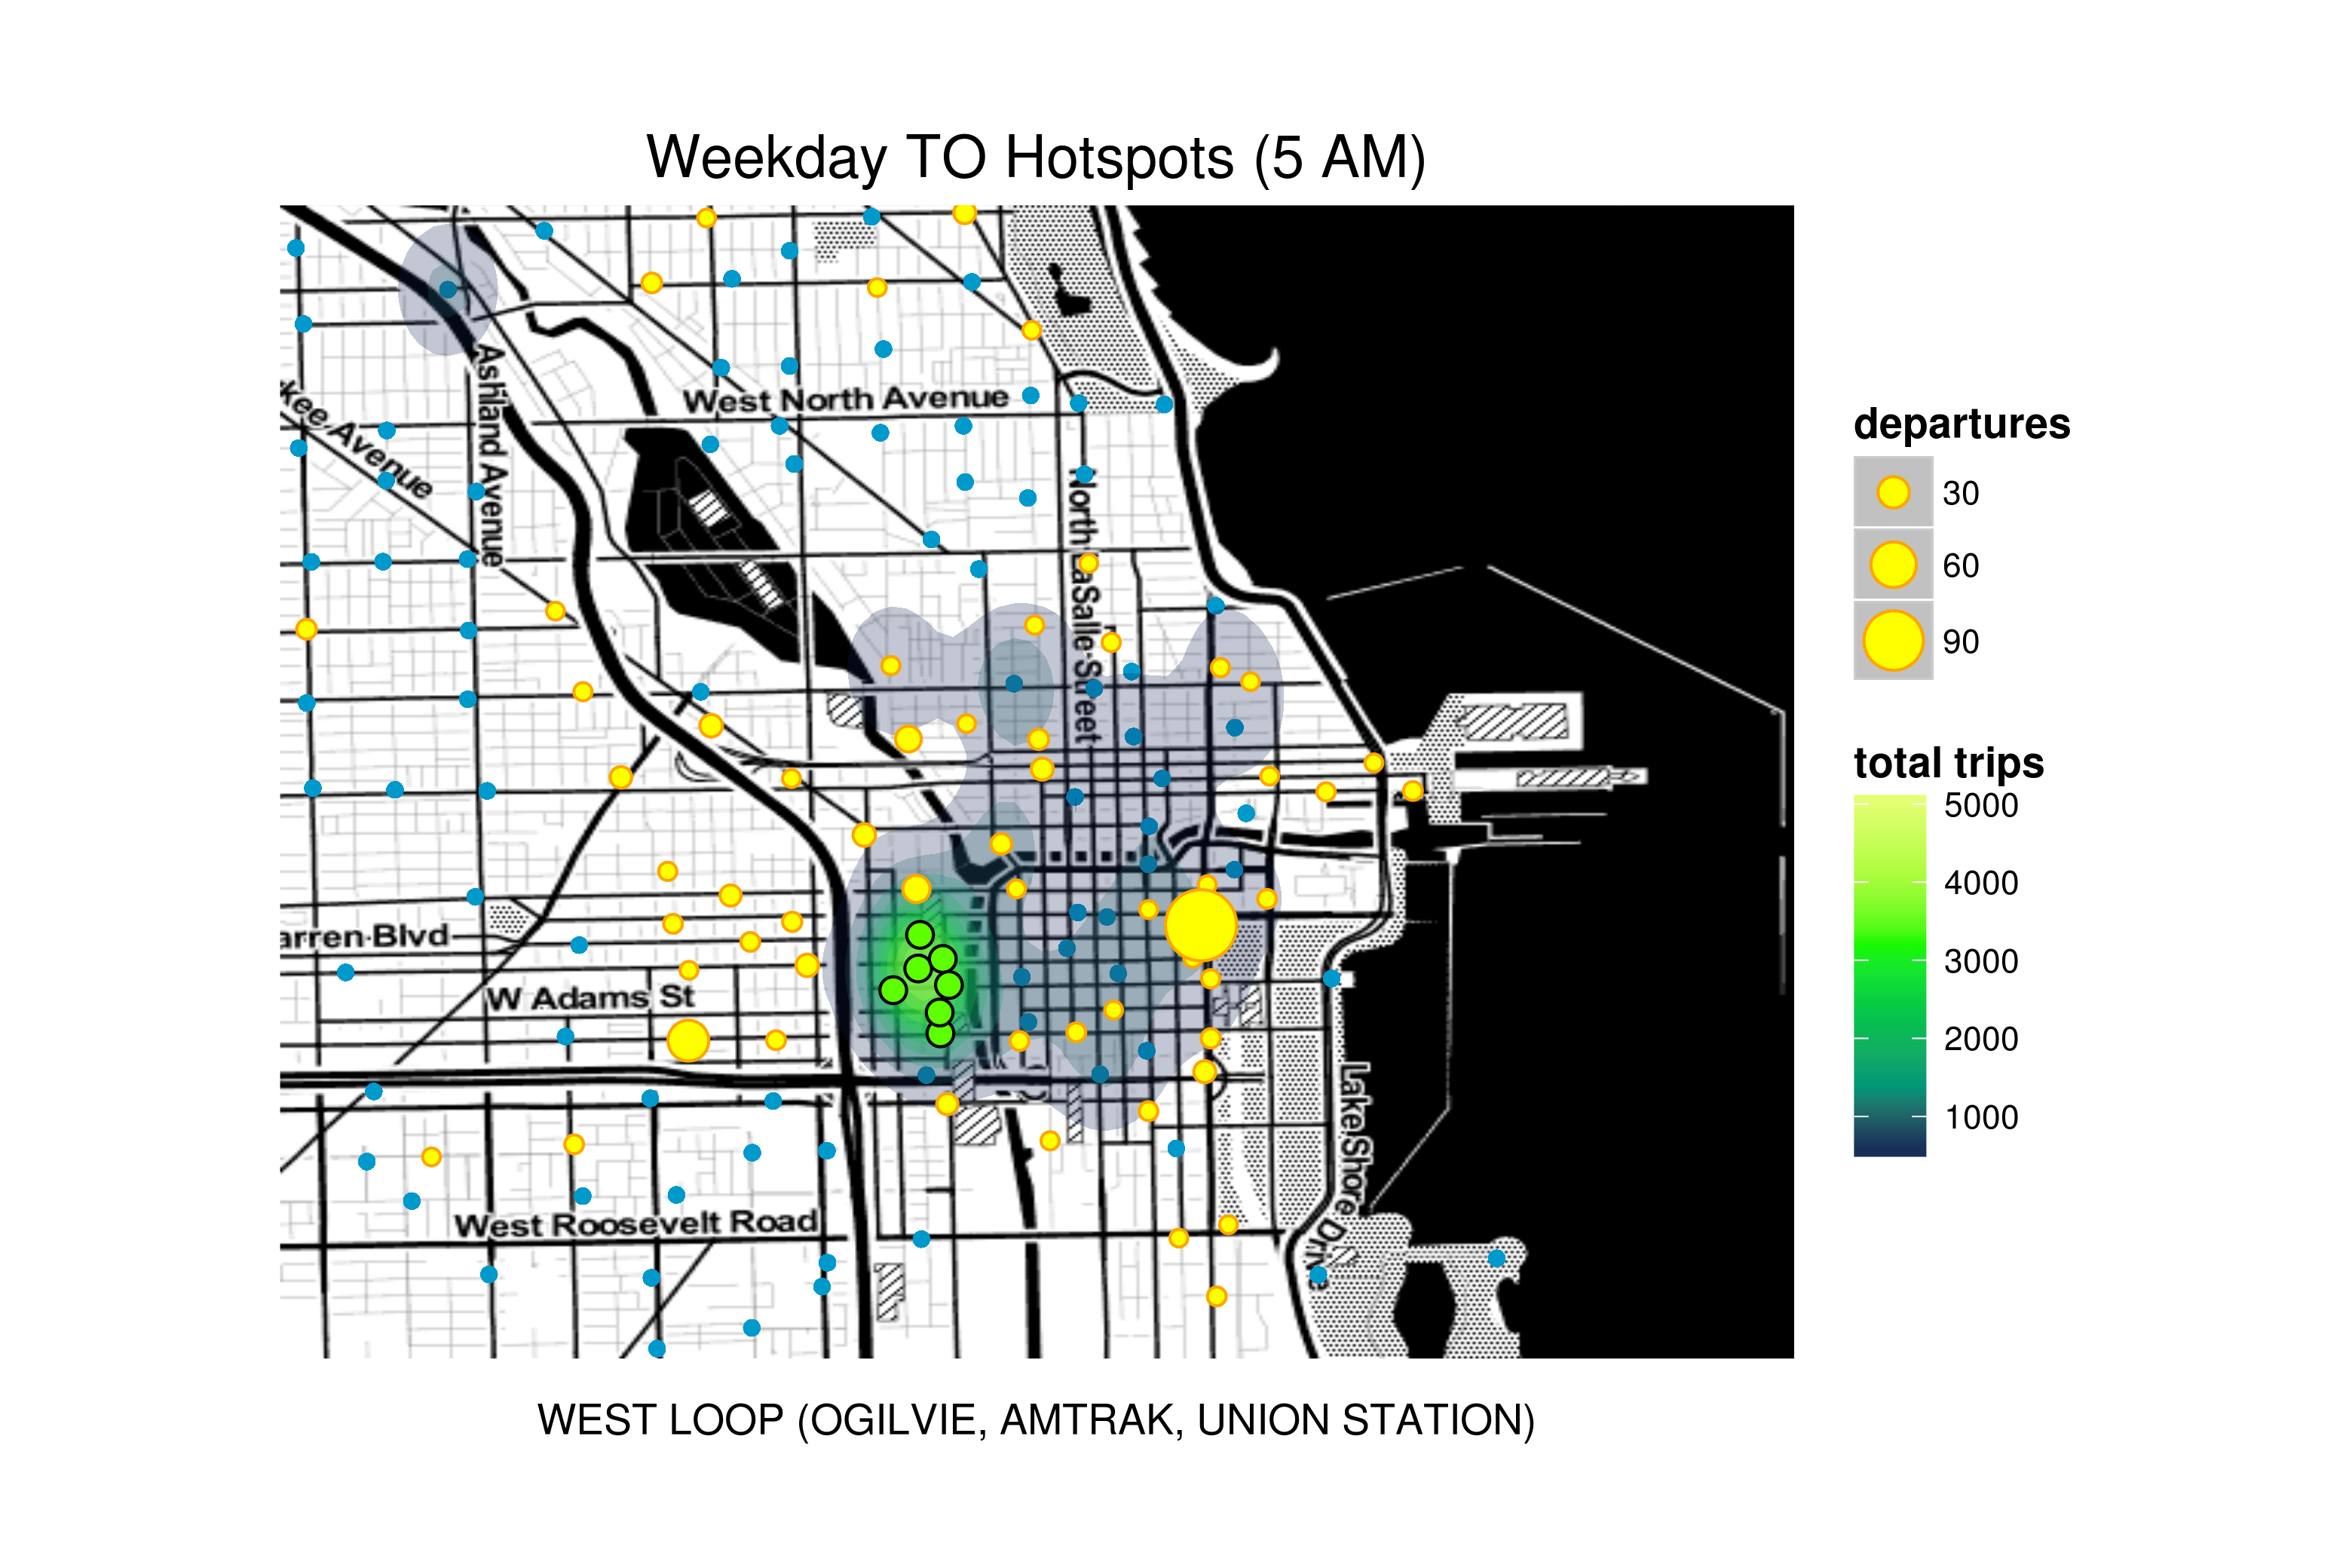 Weekday TO Hotspots (5 AM)
West North Avenue
kee Avenue
Ashland Avenue
North LaSalle Street
arren Blvd
W Adams St
West Roosevelt Road
Lake Shore Drive
departures
30
60
90
total trips
5000
4000
3000
2000
1000
WEST LOOP (OGILVIE, AMTRAK, UNION STATION)